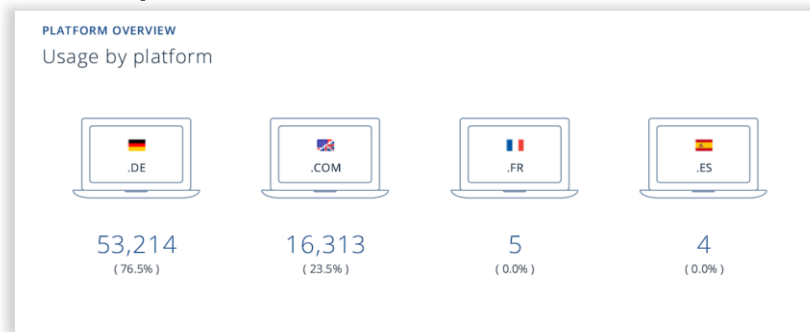 PLATFORM OVERVIEW
Usage by platform
.DE
.COM
.FR
.ES
53,214
16,313
5
4
( 76.5% )
( 23.5% )
( 0.0% )
( 0.0% )